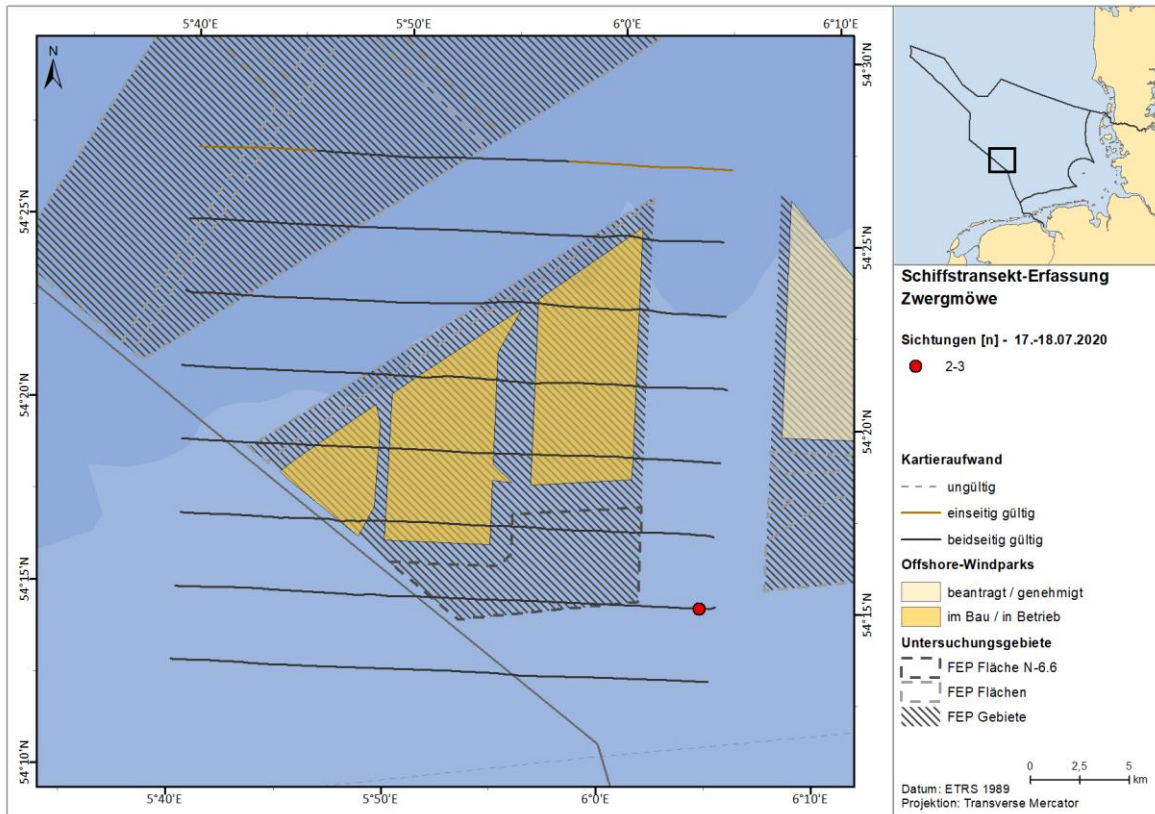 5°40'E 5°50'E 6°0'E 6°10'E
N
54°30'N
54°25'N
54°25'N
54°20'N
54°20'N
54°15'N
54°15'N
54°10'N
5°40'E 5°50'E 6°0'E 6°10'E
Schiffstransekt-Erfassung
Zwergmöwe
Sichtungen [n] - 17.-18.07.2020
2-3
Kartieraufwand
ungültig
einseitig gültig
beidseitig gültig
Offshore-Windparks
beantragt / genehmigt
im Bau / in Betrieb
Untersuchungsgebiete
FEP Fläche N-6.6
FEP Flächen
FEP Gebiete
0 2,5 5
km
Datum: ETRS 1989
Projektion: Transverse Mercator